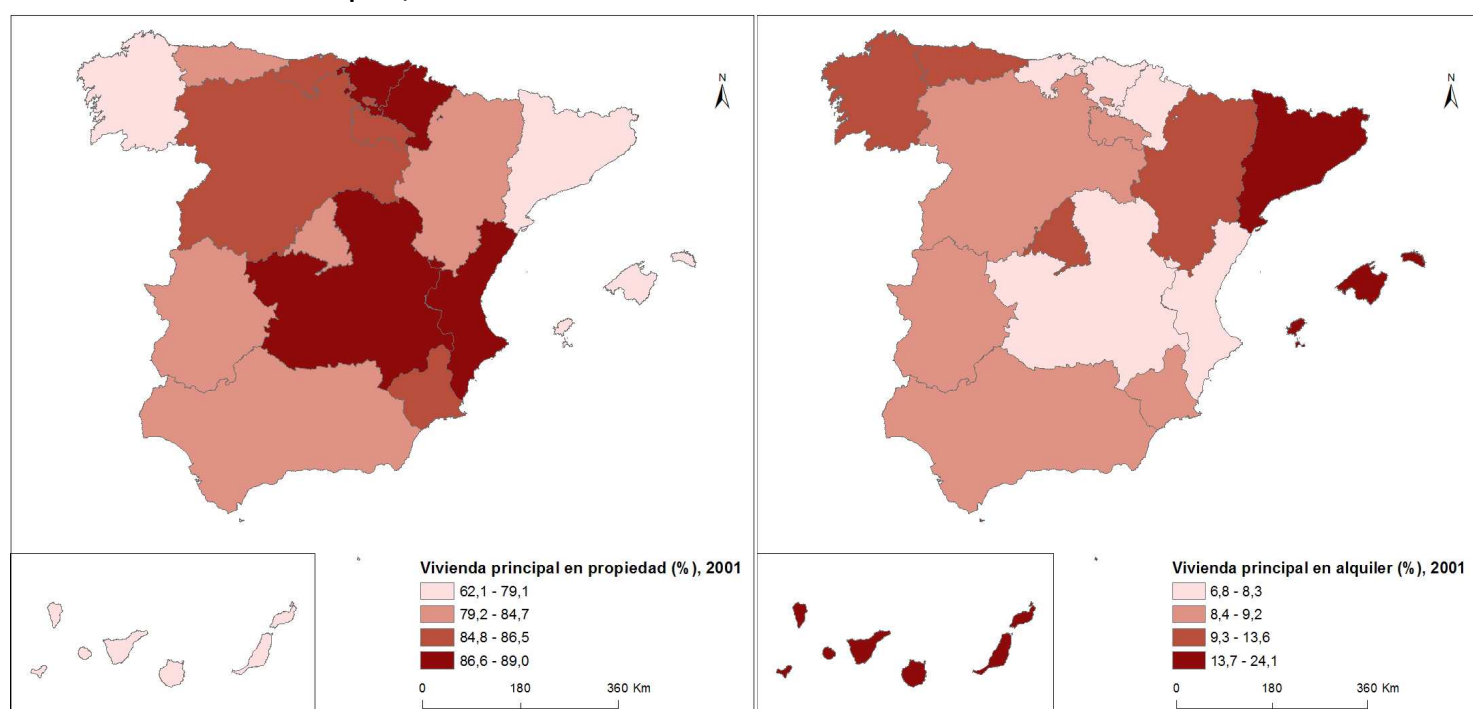 N
Vivienda principal en propiedad (%), 2001
62,1 - 79,1
79,2 - 84,7
84,8 - 86,5
86,6 - 89,0
0 180 360 Km
N
Vivienda principal en alquiler (%), 2001
6,8 - 8,3
8,4 - 9,2
9,3 - 13,6
13,7 - 24,1
0 180 360 Km